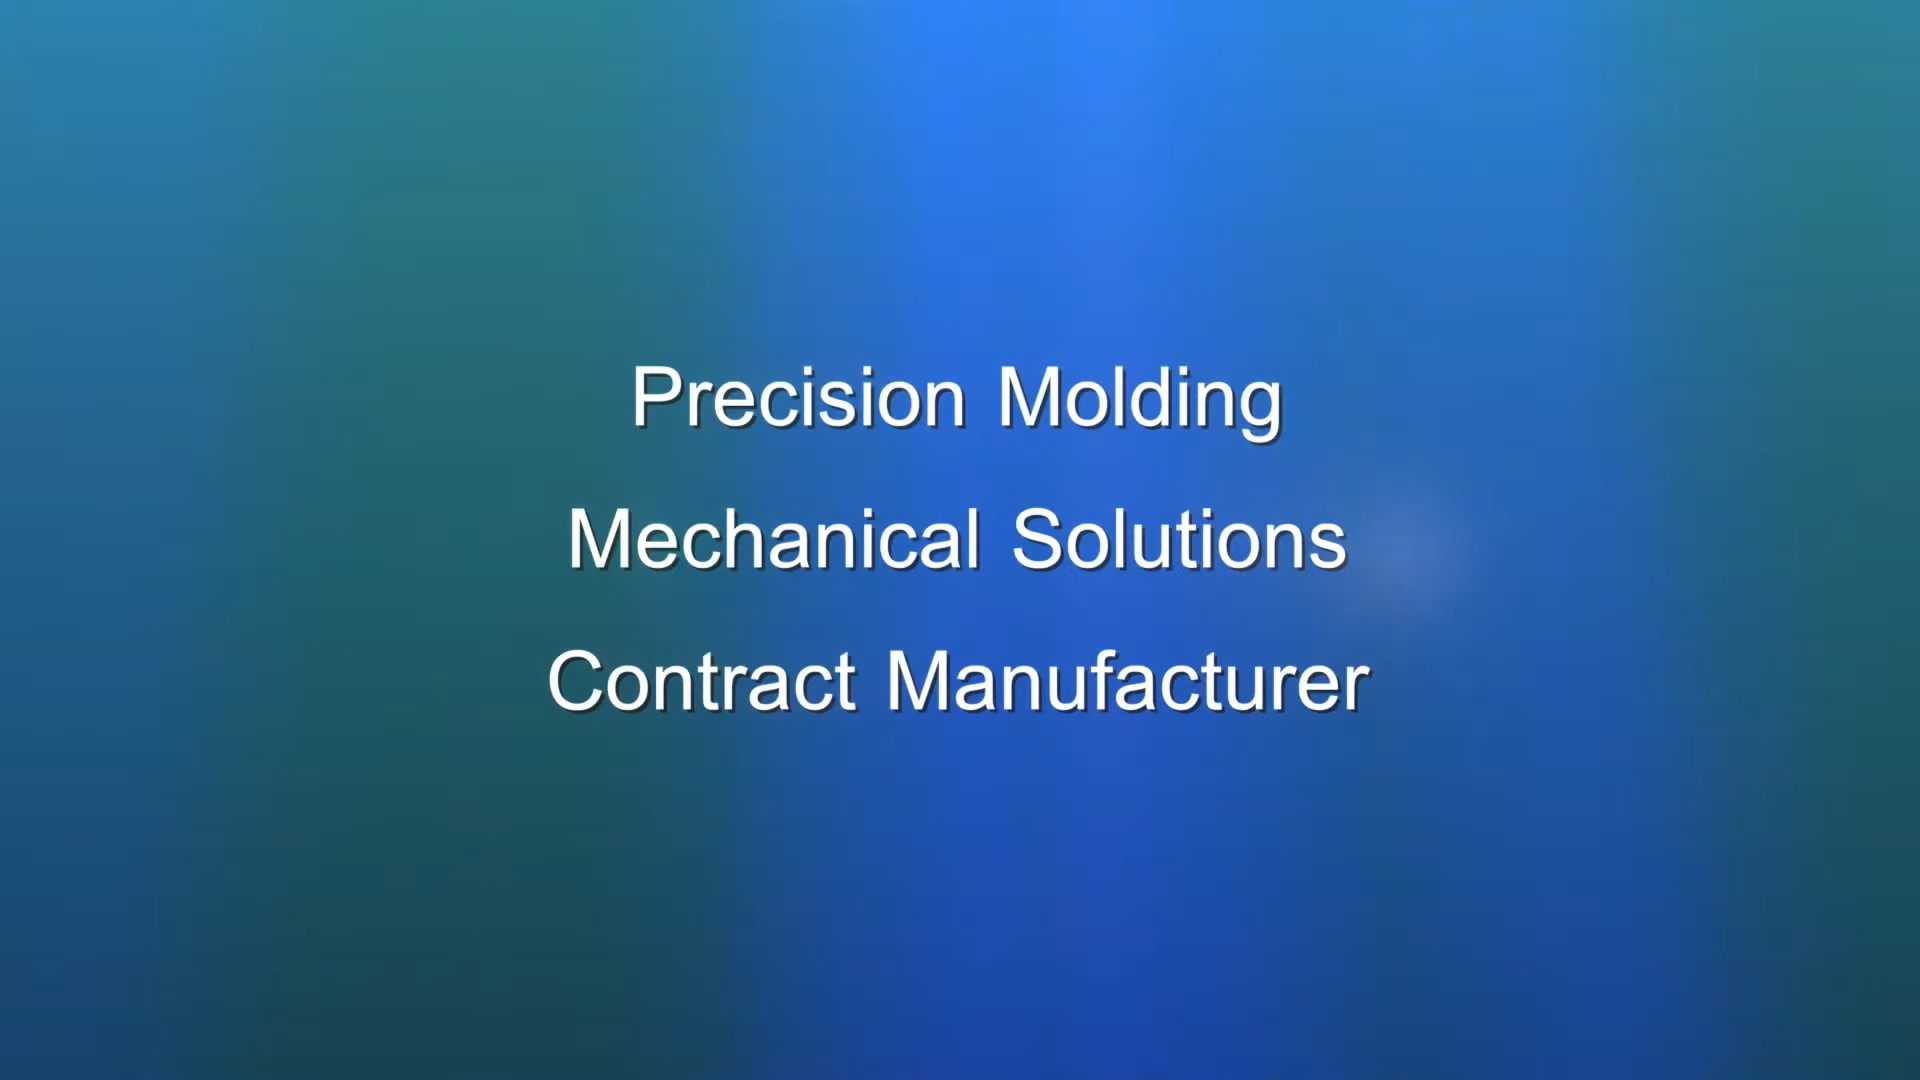 Precision Molding
Mechanical Solutions
Contract Manufacturer